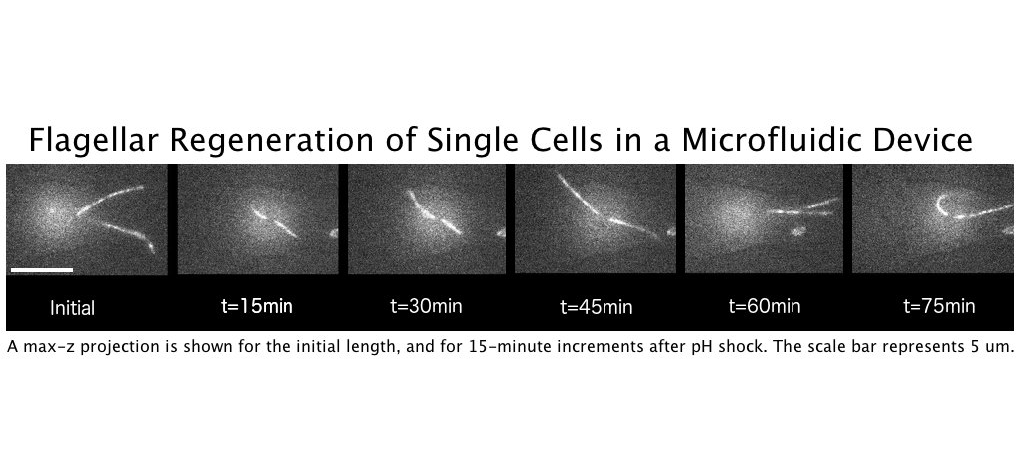 Flagellar Regeneration of Single Cells in a Microfluidic Device
Initial t=15min t=30min t=45min t=60min t=75min
A max-z projection is shown for the initial length, and for 15-minute increments after pH shock. The scale bar represents 5 um.